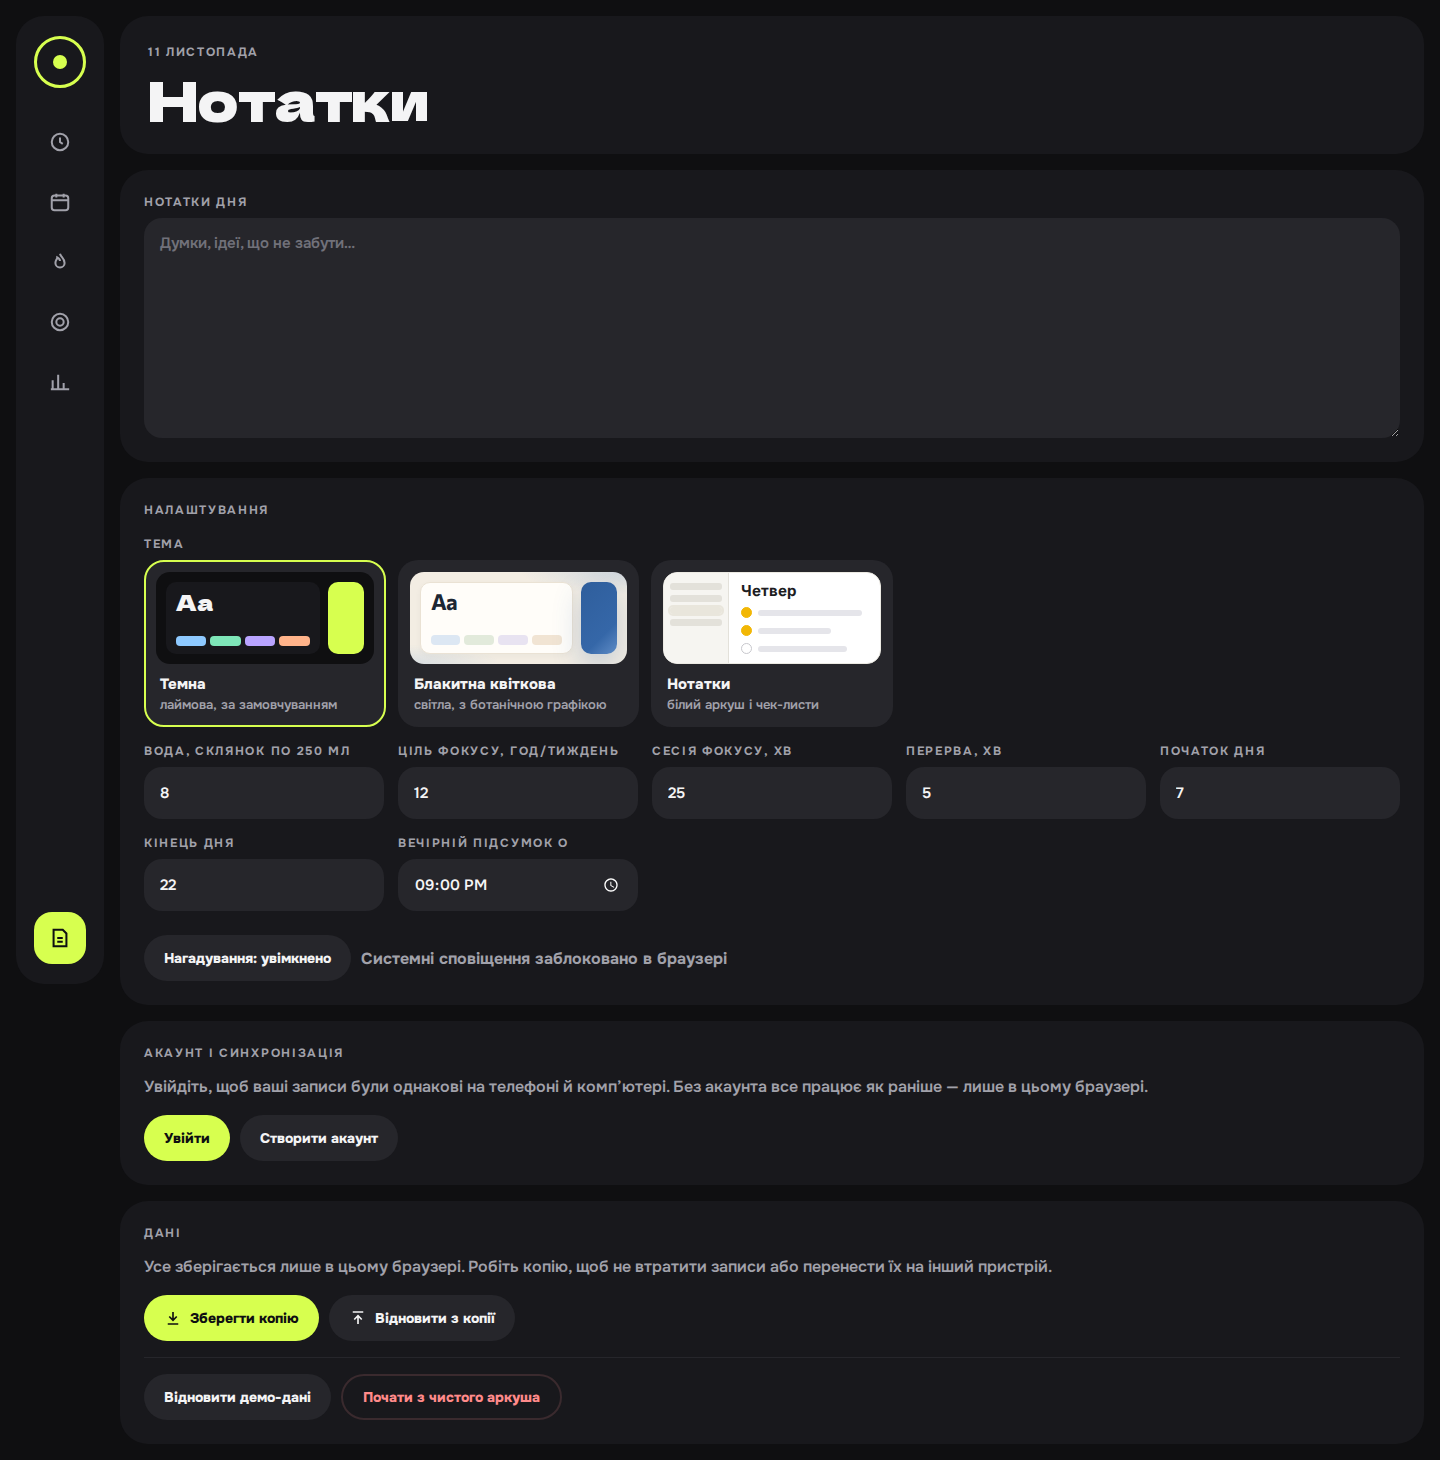 11 ЛИСТОПАДА
Нотатки
НОТАТКИ ДНЯ
Думки, ідеї, що не забути...
НАЛАШТУВАННЯ
ТЕМА
Aa
Темна
лаймова, за замовчуванням
Aa
Блакитна квіткова
світла, з ботанічною графікою
Четвер
Нотатки
білий аркуш і чек-листи
ВОДА, СКЛЯНОК ПО 250 МЛ
8
ЦІЛЬ ФОКУСУ, ГОД/ТИЖДЕНЬ
12
СЕСІЯ ФОКУСУ, ХВ
25
ПЕРЕРВА, ХВ
5
ПОЧАТОК ДНЯ
7
КІНЕЦЬ ДНЯ
22
ВЕЧІРНІЙ ПІДСУМОК О
09:00 PM
Нагадування: увімкнено
Системні сповіщення заблоковано в браузері
АКАУНТ І СИНХРОНІЗАЦІЯ
Увійдіть, щоб ваші записи були однакові на телефоні й комп’ютері. Без акаунта все працює як раніше — лише в цьому браузері.
Увійти
Створити акаунт
ДАНІ
Усе зберігається лише в цьому браузері. Робіть копію, щоб не втратити записи або перенести їх на інший пристрій.
Зберегти копію
Відновити з копії
Відновити демо-дані
Почати з чистого аркуша